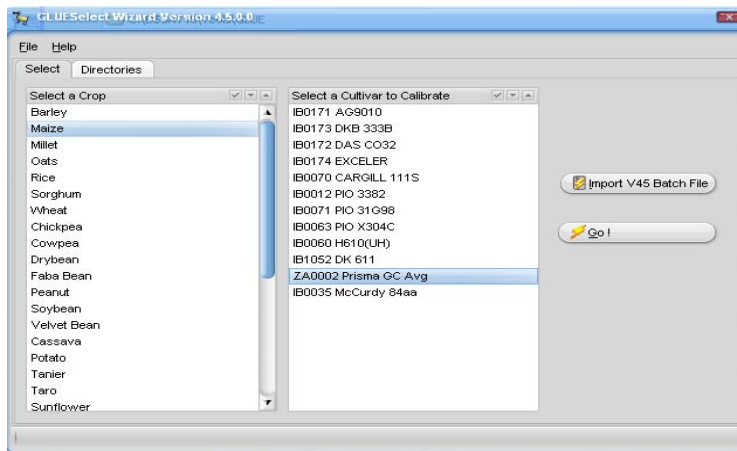 GLUESelect Wizard Version 4.5.0.0
File Help
Select Directories
Select a Crop
Barley
Maize
Millet
Oats
Rice
Sorghum
Wheat
Chickpea
Cowpea
Drybean
Faba Bean
Peanut
Soybean
Velvet Bean
Cassava
Potato
Tanier
Taro
Sunflower
Select a Cultivar to Calibrate
IB0171 AG9010
IB0173 DKB 333B
IB0172 DAS CO32
IB0174 EXCELER
IB0070 CARGILL 111S
IB0012 PIO 3382
IB0071 PIO 31G98
IB0063 PIO X304C
IB0060 H610(UH)
IB1052 DK 611
ZA0002 Prisma GC Avg
IB0035 McCurdy 84aa
Import V45 Batch File
Go !